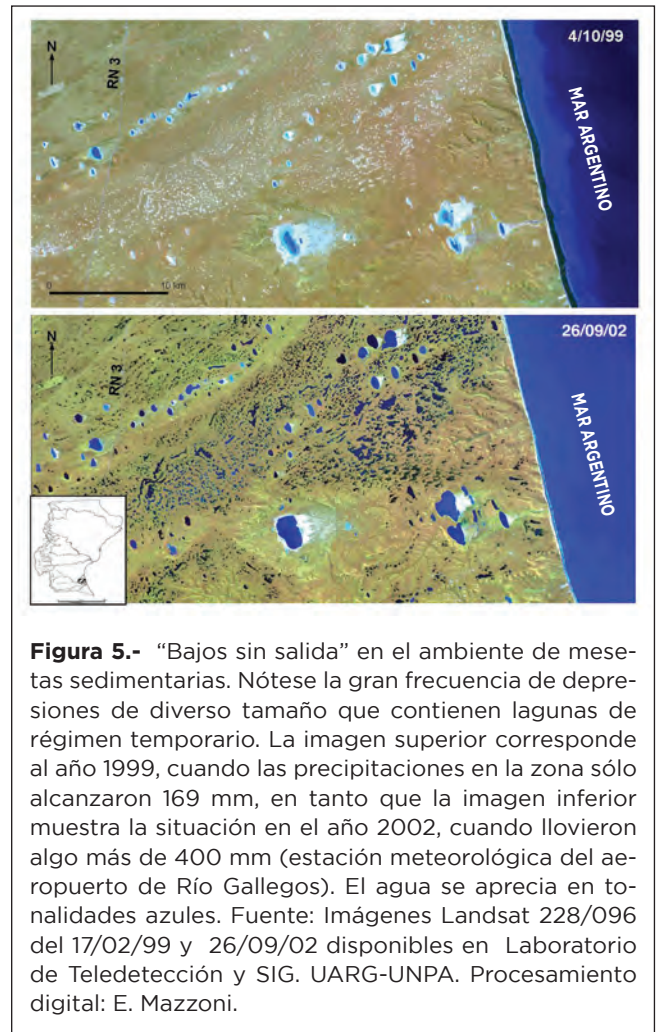 4/10/99
N
RN 3
MAR ARGENTINO
0 10 km
26/09/02
N
RN 3
MAR ARGENTINO
Figura 5.- “Bajos sin salida” en el ambiente de mese-
tas sedimentarias. Nótese la gran frecuencia de depre-
siones de diverso tamaño que contienen lagunas de
régimen temporario. La imagen superior corresponde
al año 1999, cuando las precipitaciones en la zona sólo
alcanzaron 169 mm, en tanto que la imagen inferior
muestra la situación en el año 2002, cuando llovieron
algo más de 400 mm (estación meteorológica del ae-
ropuerto de Río Gallegos). El agua se aprecia en to-
nalidades azules. Fuente: Imágenes Landsat 228/096
del 17/02/99 y 26/09/02 disponibles en Laboratorio
de Teledetección y SIG. UARG-UNPA. Procesamiento
digital: E. Mazzoni.